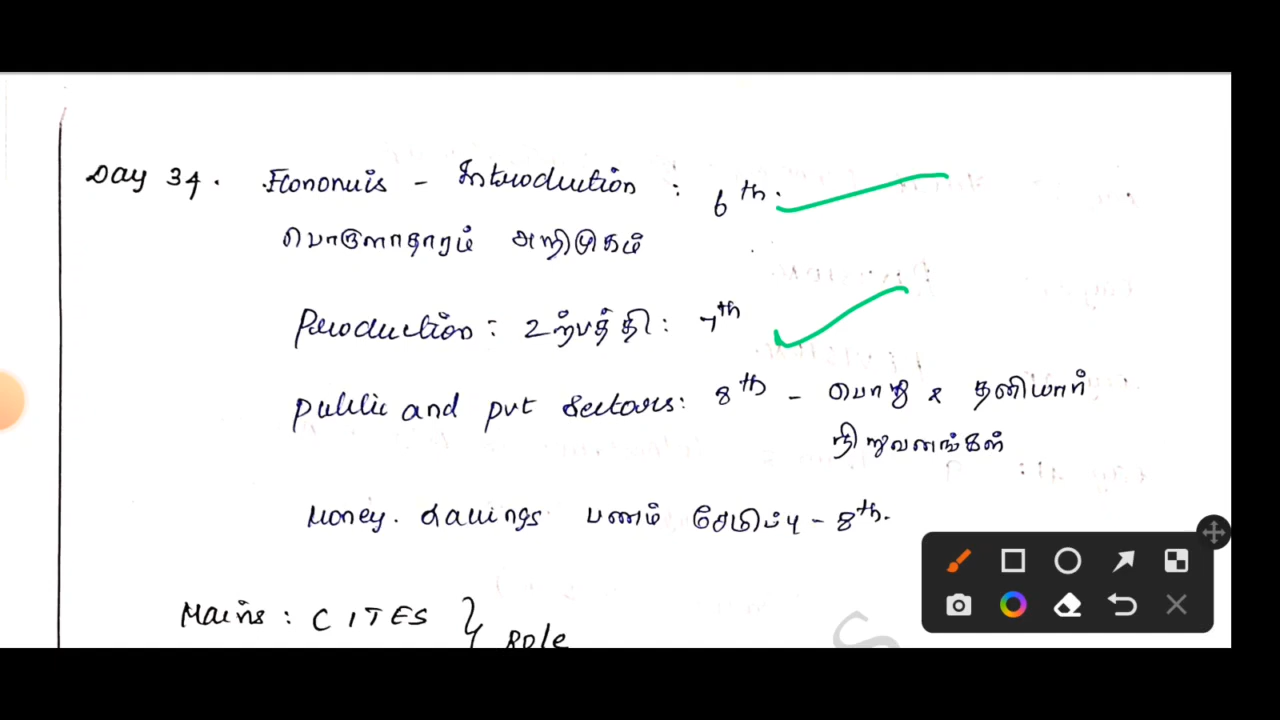 Day 34. Economics - Introduction : 6th.
பொருளாதாரம் அறிமுகம்
Production : உற்பத்தி : 7th
Public and pvt Sectors : 8th - பொது & தனியார்
நிறுவனங்கள்
Money. Savings பணம் சேமிப்பு - 8th.
Mains : CITES } Role
S